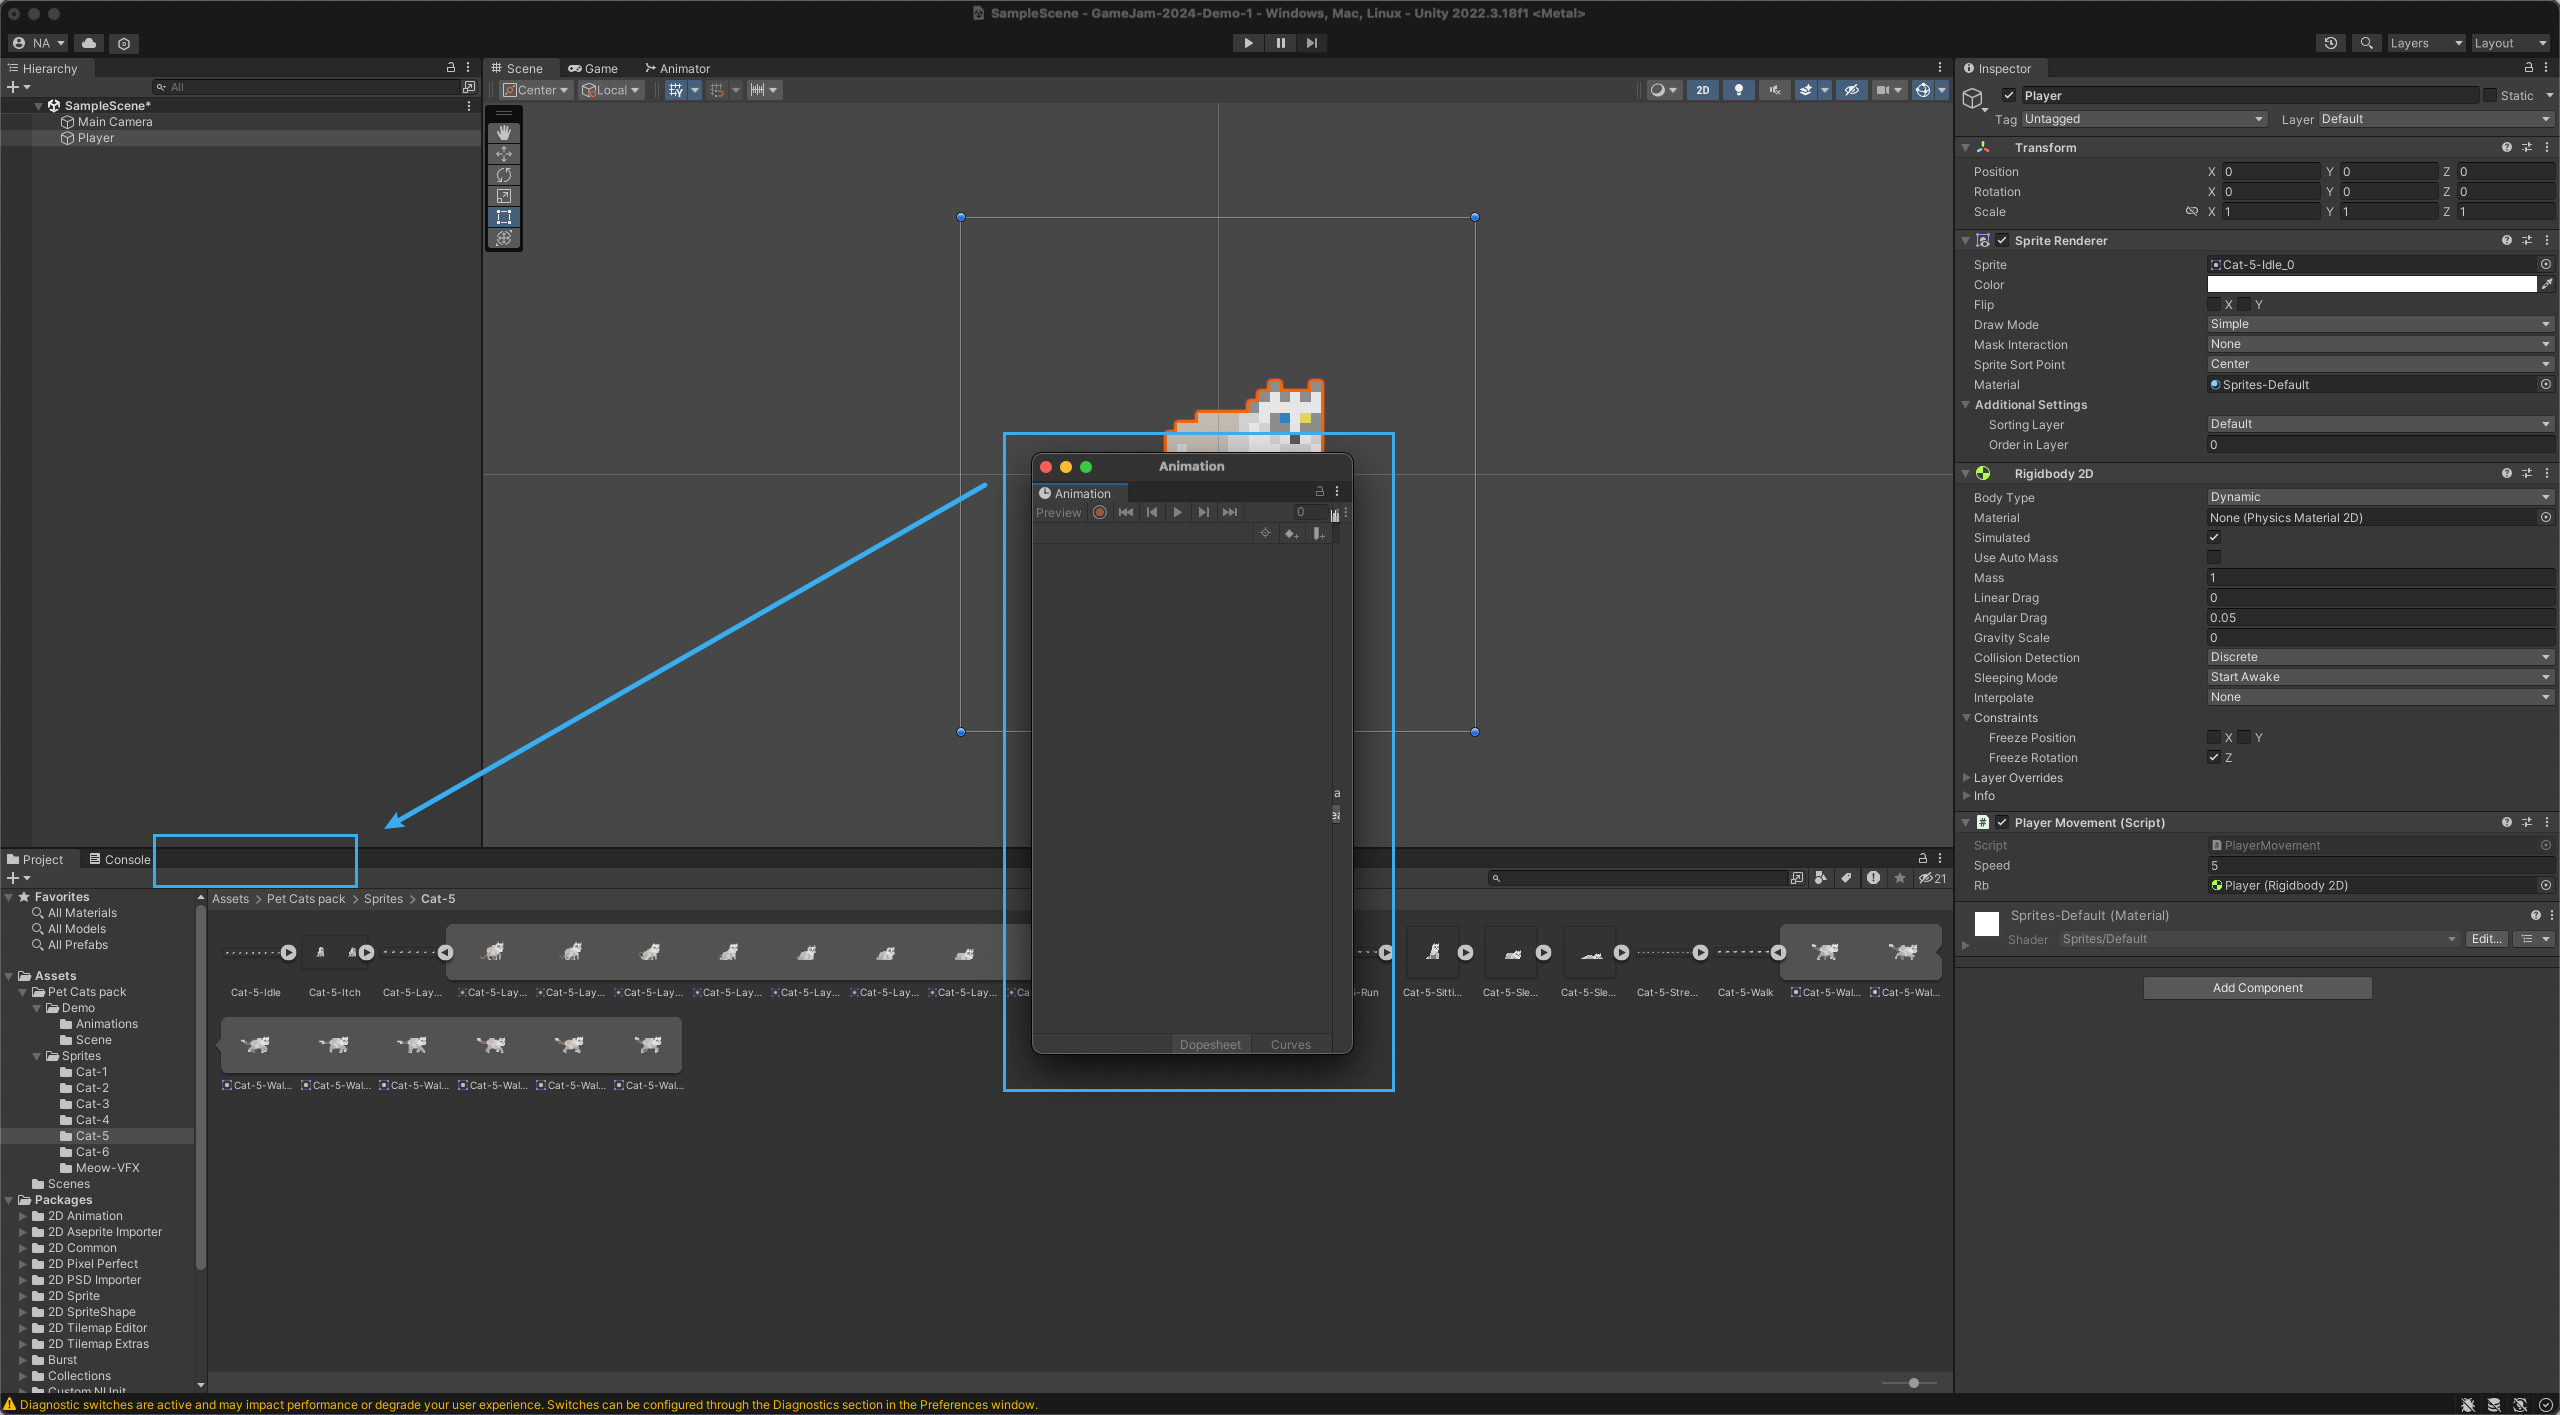 SampleScene - GameJam-2024-Demo-1 - Windows, Mac, Linux - Unity 2022.3.18f1 <Metal>
NA
Layers
Layout
Hierarchy
All
SampleScene*
Main Camera
Player
Scene
Game
Animator
Center
Local
2D
Animation
Animation
Preview
0
Dopesheet
Curves
Inspector
Player
Static
Tag
Untagged
Layer
Default
Transform
Position X 0 Y 0 Z 0
Rotation X 0 Y 0 Z 0
Scale X 1 Y 1 Z 1
Sprite Renderer
Sprite
Cat-5-Idle_0
Color
Flip X Y
Draw Mode
Simple
Mask Interaction
None
Sprite Sort Point
Center
Material
Sprites-Default
Additional Settings
Sorting Layer
Default
Order in Layer
0
Rigidbody 2D
Body Type
Dynamic
Material
None (Physics Material 2D)
Simulated
Use Auto Mass
Mass
1
Linear Drag
0
Angular Drag
0.05
Gravity Scale
0
Collision Detection
Discrete
Sleeping Mode
Start Awake
Interpolate
None
Constraints
Freeze Position X Y
Freeze Rotation Z
Layer Overrides
Info
Player Movement (Script)
Script
PlayerMovement
Speed
5
Rb
Player (Rigidbody 2D)
Sprites-Default (Material)
Shader
Sprites/Default
Edit...
Add Component
Project
Console
21
Favorites
All Materials
All Models
All Prefabs
Assets
Pet Cats pack
Demo
Animations
Scene
Sprites
Cat-1
Cat-2
Cat-3
Cat-4
Cat-5
Cat-6
Meow-VFX
Scenes
Packages
2D Animation
2D Aseprite Importer
2D Common
2D Pixel Perfect
2D PSD Importer
2D Sprite
2D SpriteShape
2D Tilemap Editor
2D Tilemap Extras
Burst
Collections
Custom NUnit
Assets > Pet Cats pack > Sprites > Cat-5
Cat-5-Idle
Cat-5-Itch
Cat-5-Lay...
Cat-5-Lay...
Cat-5-Lay...
Cat-5-Lay...
Cat-5-Lay...
Cat-5-Lay...
Cat-5-Lay...
Cat-5-Lay...
-Run
Cat-5-Sitti...
Cat-5-Sle...
Cat-5-Sle...
Cat-5-Stre...
Cat-5-Walk
Cat-5-Wal...
Cat-5-Wal...
Cat-5-Wal...
Cat-5-Wal...
Cat-5-Wal...
Cat-5-Wal...
Cat-5-Wal...
Cat-5-Wal...
Diagnostic switches are active and may impact performance or degrade your user experience. Switches can be configured through the Diagnostics section in the Preferences window.